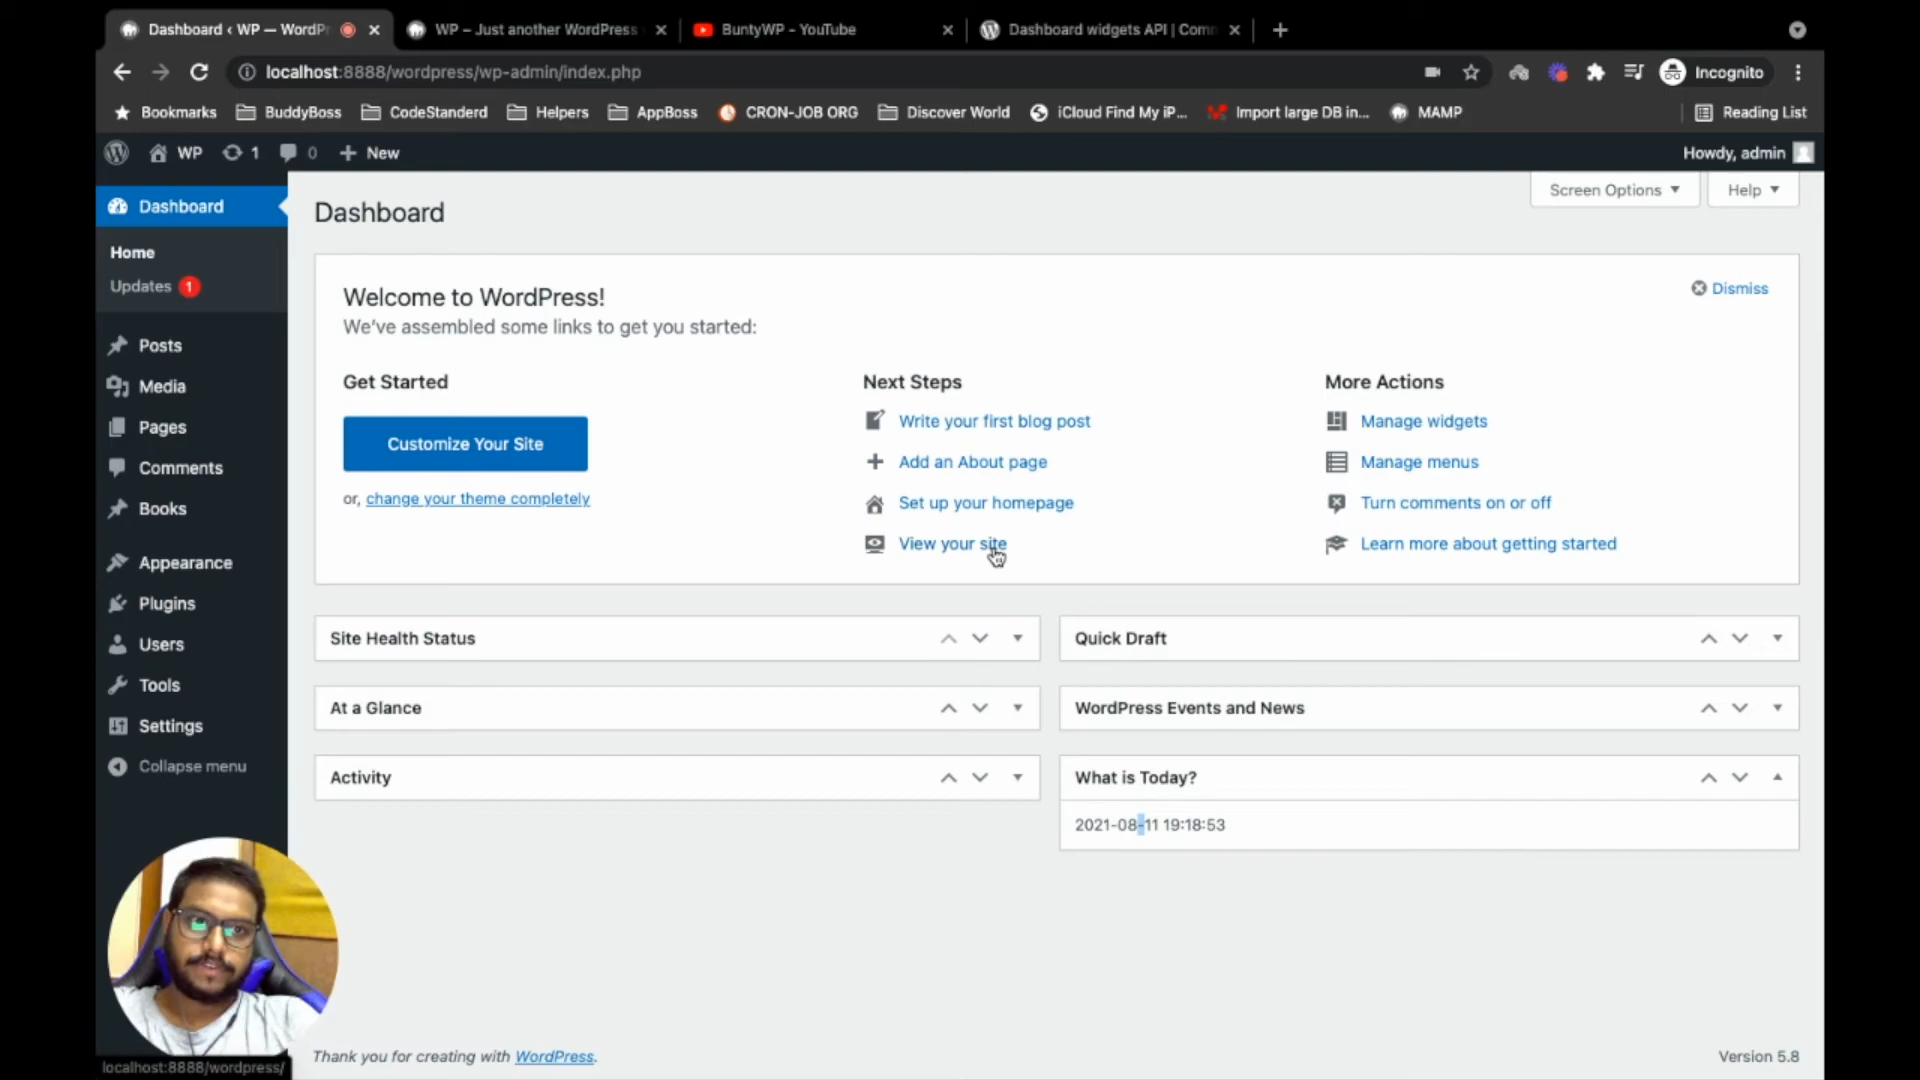 Dashboard ‹ WP — WordPr
WP – Just another WordPress
BuntyWP - YouTube
Dashboard widgets API | Comm
localhost:8888/wordpress/wp-admin/index.php
Incognito
Bookmarks
BuddyBoss
CodeStanderd
Helpers
AppBoss
CRON-JOB ORG
Discover World
iCloud Find My iP...
Import large DB in...
MAMP
Reading List
WP
1
0
New
Howdy, admin
Dashboard
Home
Updates 1
Posts
Media
Pages
Comments
Books
Appearance
Plugins
Users
Tools
Settings
Collapse menu
Screen Options
Help
Dashboard
Welcome to WordPress!
Dismiss
We've assembled some links to get you started:
Get Started
Customize Your Site
or, change your theme completely
Next Steps
Write your first blog post
Add an About page
Set up your homepage
View your site
More Actions
Manage widgets
Manage menus
Turn comments on or off
Learn more about getting started
Site Health Status
Quick Draft
At a Glance
WordPress Events and News
Activity
What is Today?
2021-08-11 19:18:53
Thank you for creating with WordPress.
Version 5.8
localhost:8888/wordpress/